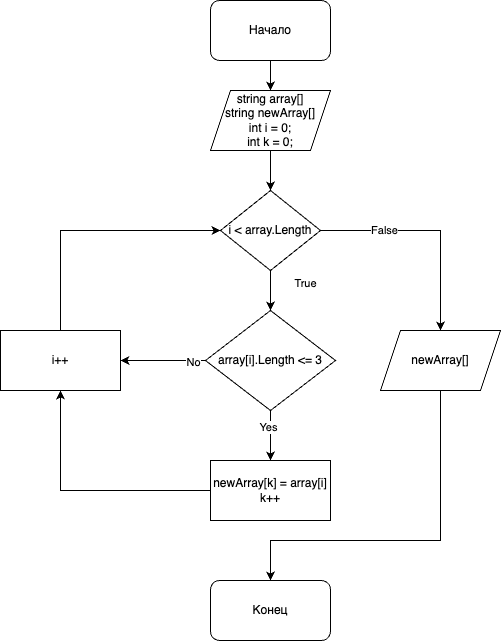 Начало
string array[]
string newArray[]
int i = 0;
int k = 0;
i < array.Length
False
True
array[i].Length <= 3
No
i++
newArray[]
Yes
newArray[k] = array[i]
k++
Конец